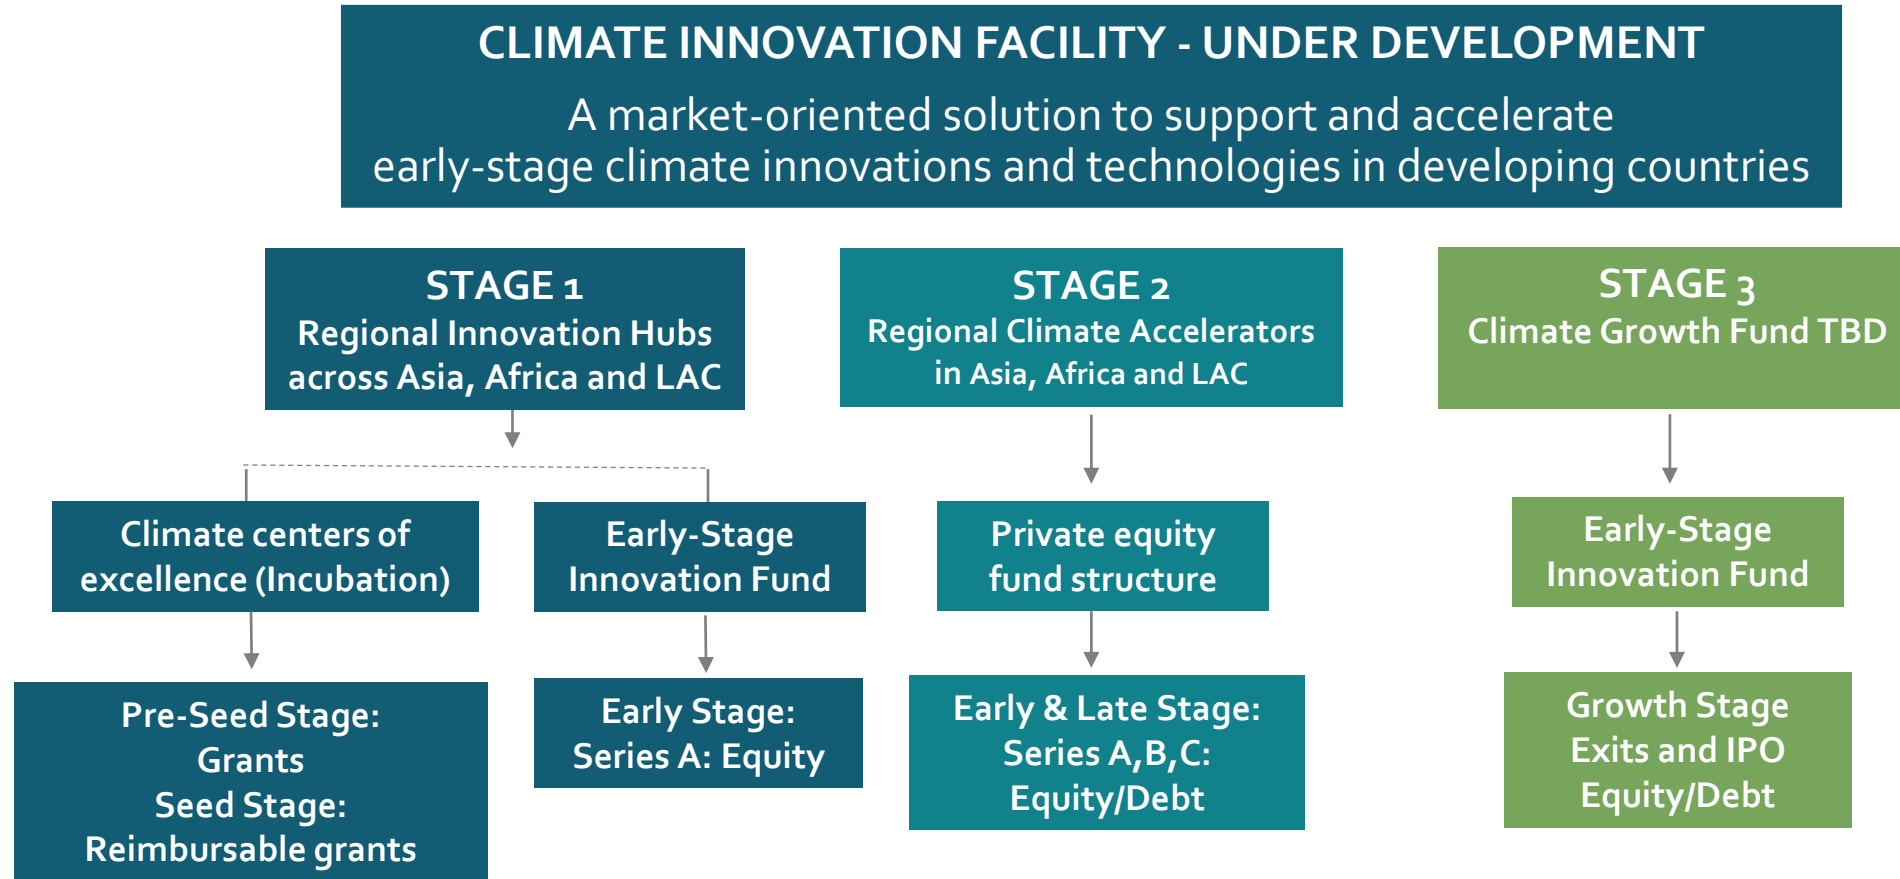 CLIMATE INNOVATION FACILITY - UNDER DEVELOPMENT
A market-oriented solution to support and accelerate
early-stage climate innovations and technologies in developing countries
STAGE 1
Regional Innovation Hubs
across Asia, Africa and LAC
STAGE 2
Regional Climate Accelerators
in Asia, Africa and LAC
STAGE 3
Climate Growth Fund TBD
Climate centers of
excellence (Incubation)
Early-Stage
Innovation Fund
Private equity
fund structure
Early-Stage
Innovation Fund
Pre-Seed Stage:
Grants
Seed Stage:
Reimbursable grants
Early Stage:
Series A: Equity
Early & Late Stage:
Series A,B,C:
Equity/Debt
Growth Stage
Exits and IPO
Equity/Debt